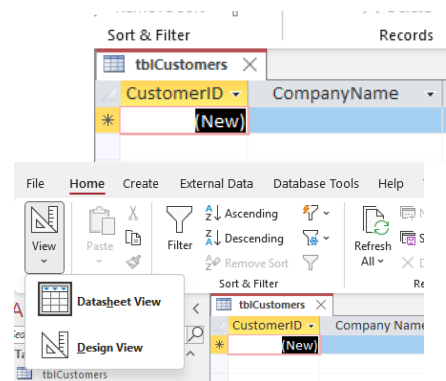 Sort & Filter
Records
tblCustomers
CustomerID
CompanyName
(New)
File Home Create External Data Database Tools Help
View
Paste
Filter
Ascending
Descending
Remove Sort
Refresh
All
Sort & Filter
Datasheet View
Design View
tblCustomers
CustomerID
Company Name
(New)
tblCustomers